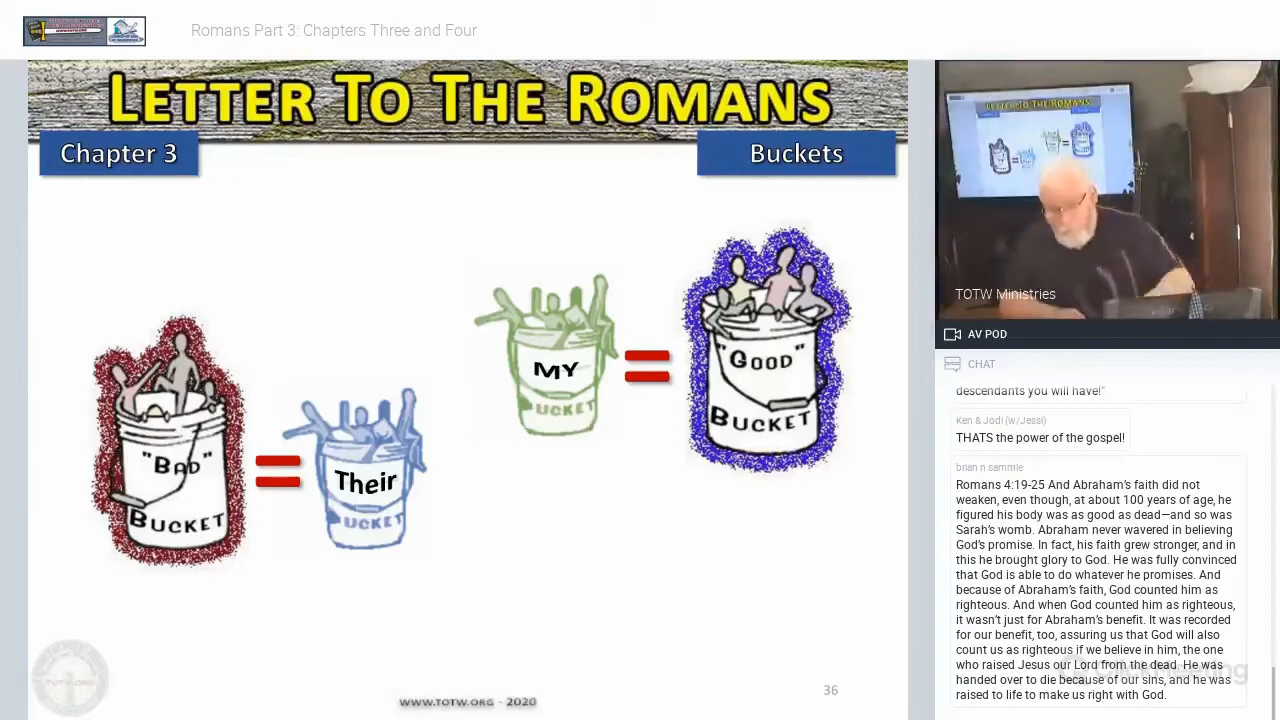 Romans Part 3: Chapters Three and Four
LETTER TO THE ROMANS
Chapter 3
Buckets
"BAD"
BUCKET
=
Their
BUCKET
MY
BUCKET
=
"GOOD"
BUCKET
WWW.TOTW.ORG - 2020
36
TOTW.ORG
LETTER TO THE ROMANS
TOTW Ministries
AV POD
CHAT
descendants you will have!"
Ken & Jodi (w/Jessi)
THATS the power of the gospel!
brian n sammie
Romans 4:19-25 And Abraham's faith did not
weaken, even though, at about 100 years of age, he
figured his body was as good as dead—and so was
Sarah's womb. Abraham never wavered in believing
God's promise. In fact, his faith grew stronger, and in
this he brought glory to God. He was fully convinced
that God is able to do whatever he promises. And
because of Abraham's faith, God counted him as
righteous. And when God counted him as righteous,
it wasn't just for Abraham's benefit. It was recorded
for our benefit, too, assuring us that God will also
count us as righteous if we believe in him, the one
who raised Jesus our Lord from the dead. He was
handed over to die because of our sins, and he was
raised to life to make us right with God.